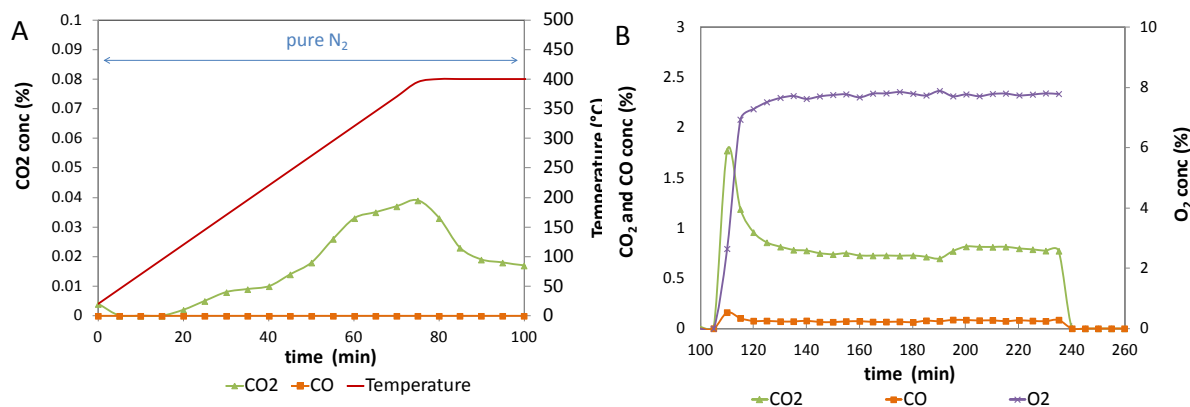 A
pure N2
CO2 conc (%)
0.1
0.09
0.08
0.07
0.06
0.05
0.04
0.03
0.02
0.01
0
500
450
400
350
300
250
200
150
100
50
0
Temperature (°C)
0 20 40 60 80 100
time (min)
CO2 CO Temperature
B
CO2 and CO conc (%)
3
2.5
2
1.5
1
0.5
0
10
8
6
4
2
0
O2 conc (%)
100 120 140 160 180 200 220 240 260
time (min)
CO2 CO O2